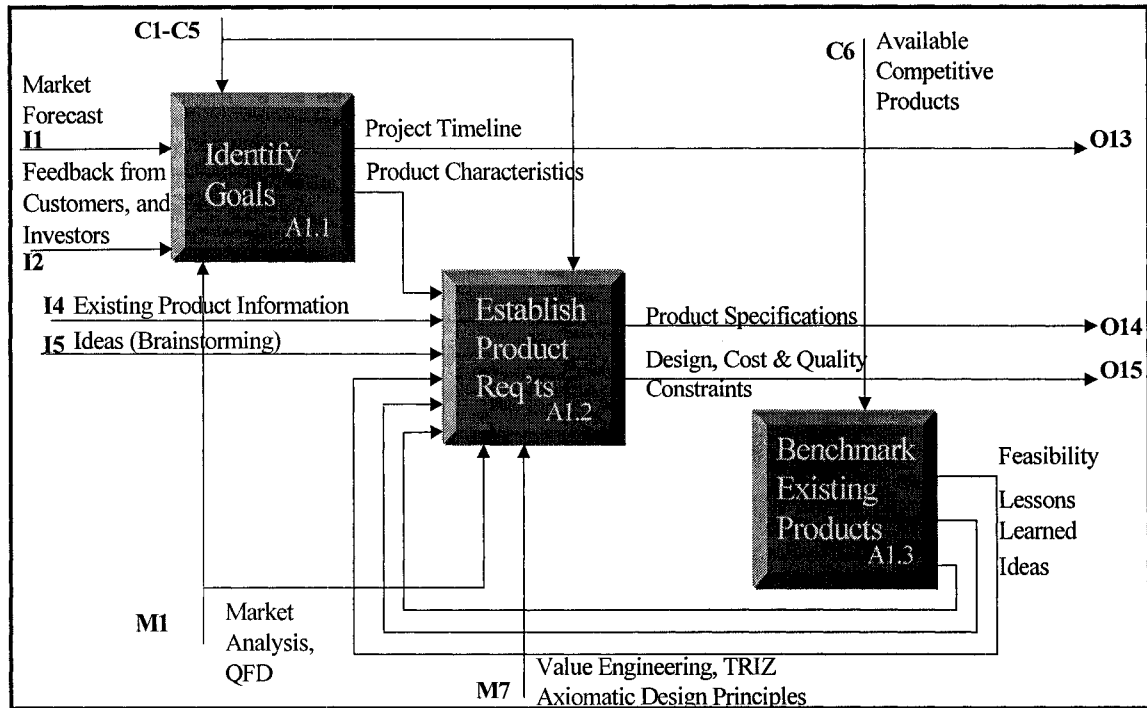 C1-C5
C6
Available
Competitive
Products
Market
Forecast
I1
Feedback from
Customers, and
Investors
I2
Identify
Goals
A1.1
Project Timeline
O13
Product Characteristics
I4 Existing Product Information
I5 Ideas (Brainstorming)
Establish
Product
Req'ts
A1.2
Product Specifications
O14
Design, Cost & Quality
Constraints
O15
Benchmark
Existing
Products
A1.3
Feasibility
Lessons
Learned
Ideas
M1
Market
Analysis,
QFD
M7
Value Engineering, TRIZ
Axiomatic Design Principles